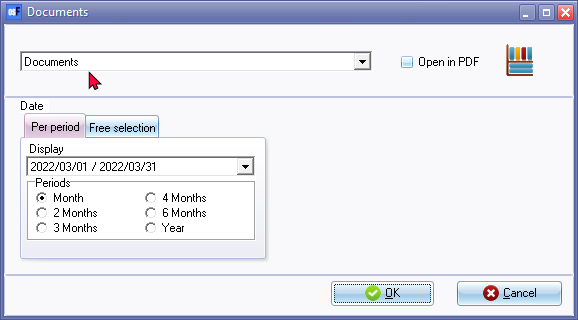 Documents
Documents
Open in PDF
Date
Per period
Free selection
Display
2022/03/01 / 2022/03/31
Periods
Month
4 Months
2 Months
6 Months
3 Months
Year
OK
Cancel